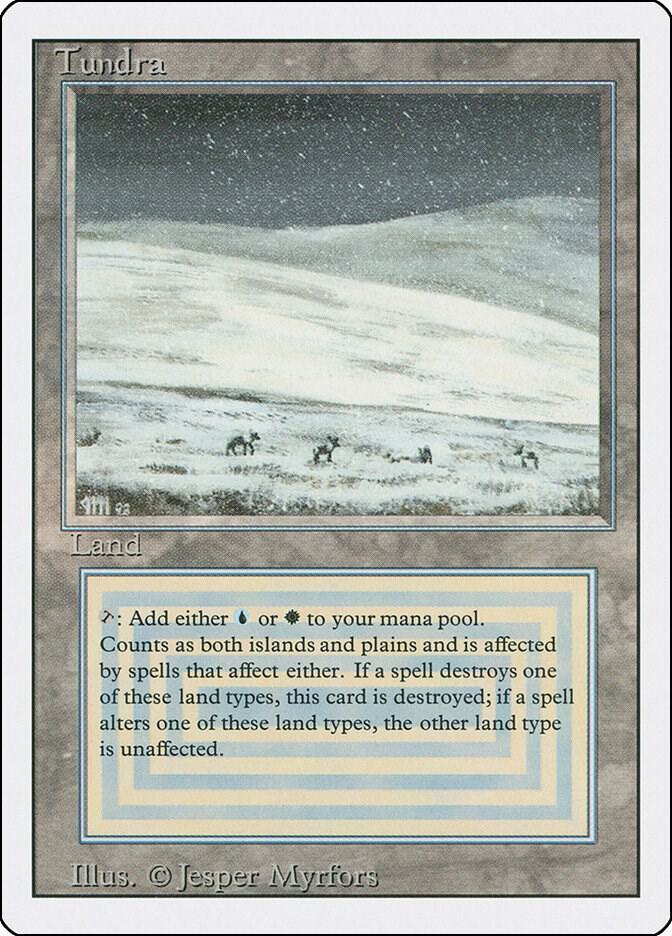 Tundra
Land
: Add either or to your mana pool.
Counts as both islands and plains and is affected
by spells that affect either. If a spell destroys one
of these land types, this card is destroyed; if a spell
alters one of these land types, the other land type
is unaffected.
Illus. © Jesper Myrfors